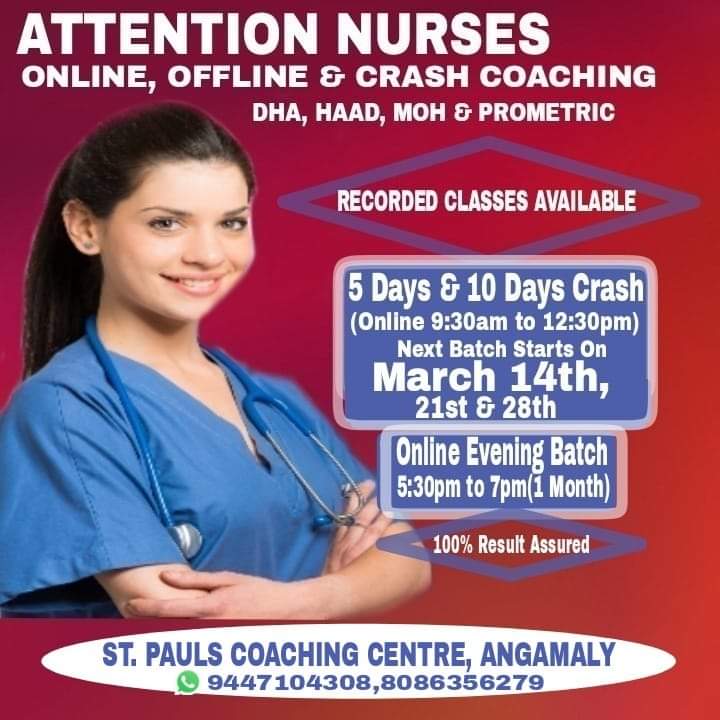 ATTENTION NURSES
ONLINE, OFFLINE & CRASH COACHING
DHA, HAAD, MOH & PROMETRIC
RECORDED CLASSES AVAILABLE
5 Days & 10 Days Crash
(Online 9:30am to 12:30pm)
Next Batch Starts On
March 14th,
21st & 28th
Online Evening Batch
5:30pm to 7pm(1 Month)
100% Result Assured
ST. PAULS COACHING CENTRE, ANGAMALY
9447104308,8086356279